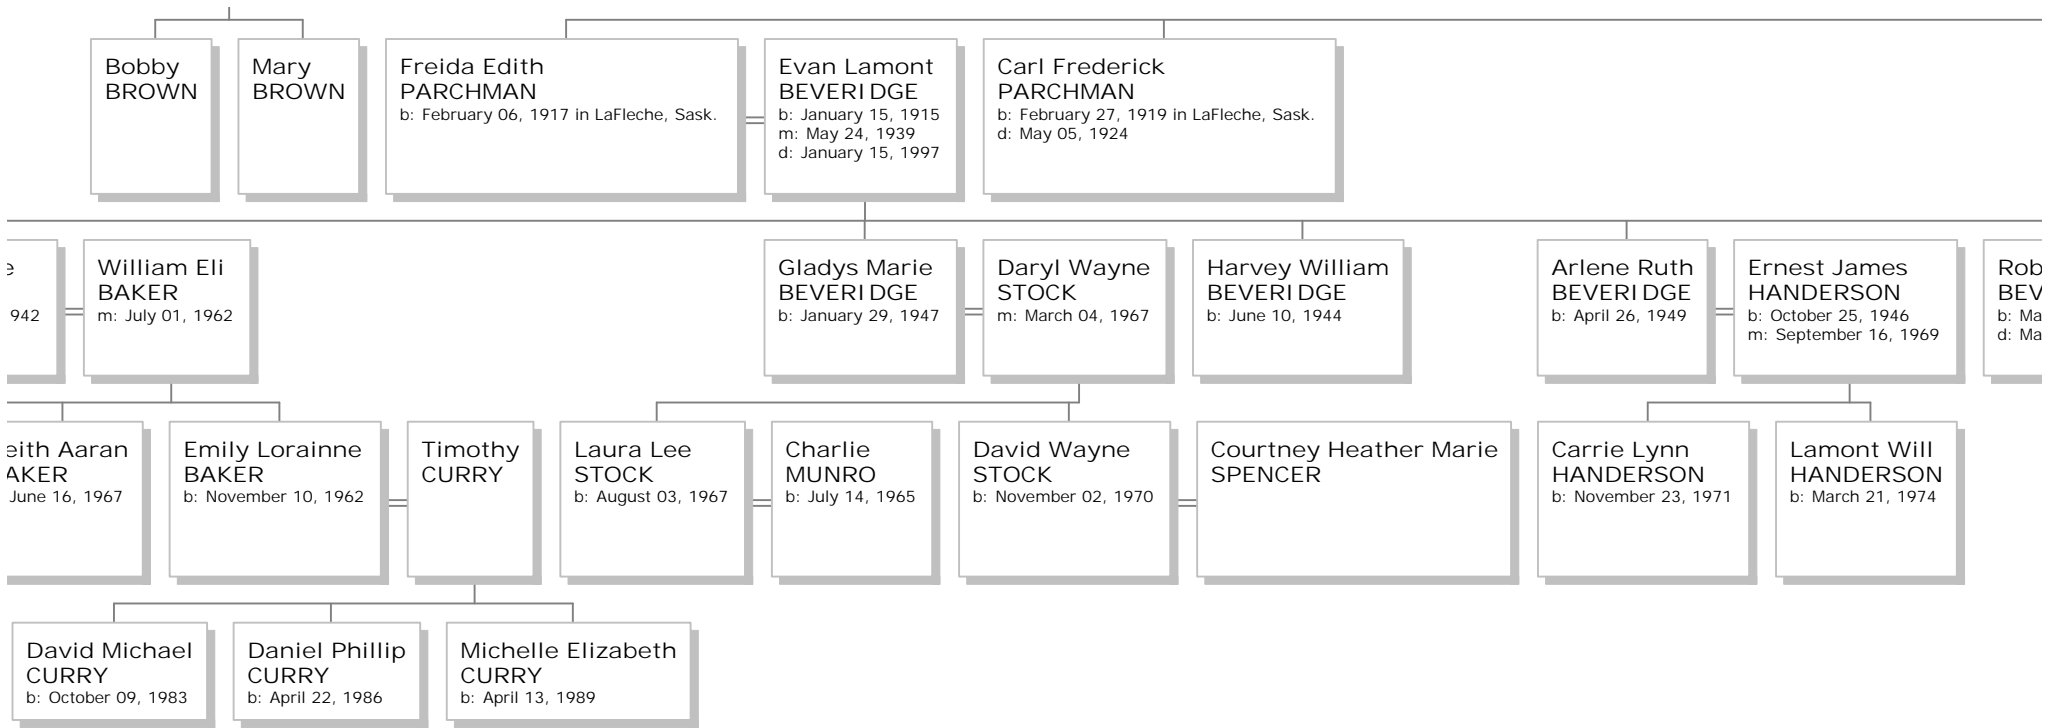 Bobby
BROWN
Mary
BROWN
Freida Edith
PARCHMAN
b: February 06, 1917 in LaFleche, Sask.
Evan Lamont
BEVERIDGE
b: January 15, 1915
m: May 24, 1939
d: January 15, 1997
Carl Frederick
PARCHMAN
b: February 27, 1919 in LaFleche, Sask.
d: May 05, 1924
942
William Eli
BAKER
m: July 01, 1962
Gladys Marie
BEVERIDGE
b: January 29, 1947
Daryl Wayne
STOCK
m: March 04, 1967
Harvey William
BEVERIDGE
b: June 10, 1944
Arlene Ruth
BEVERIDGE
b: April 26, 1949
Ernest James
HANDERSON
b: October 25, 1946
m: September 16, 1969
Rob
BEV
b: Ma
d: Ma
eith Aaran
AKER
June 16, 1967
Emily Lorainne
BAKER
b: November 10, 1962
Timothy
CURRY
Laura Lee
STOCK
b: August 03, 1967
Charlie
MUNRO
b: July 14, 1965
David Wayne
STOCK
b: November 02, 1970
Courtney Heather Marie
SPENCER
Carrie Lynn
HANDERSON
b: November 23, 1971
Lamont Will
HANDERSON
b: March 21, 1974
David Michael
CURRY
b: October 09, 1983
Daniel Phillip
CURRY
b: April 22, 1986
Michelle Elizabeth
CURRY
b: April 13, 1989